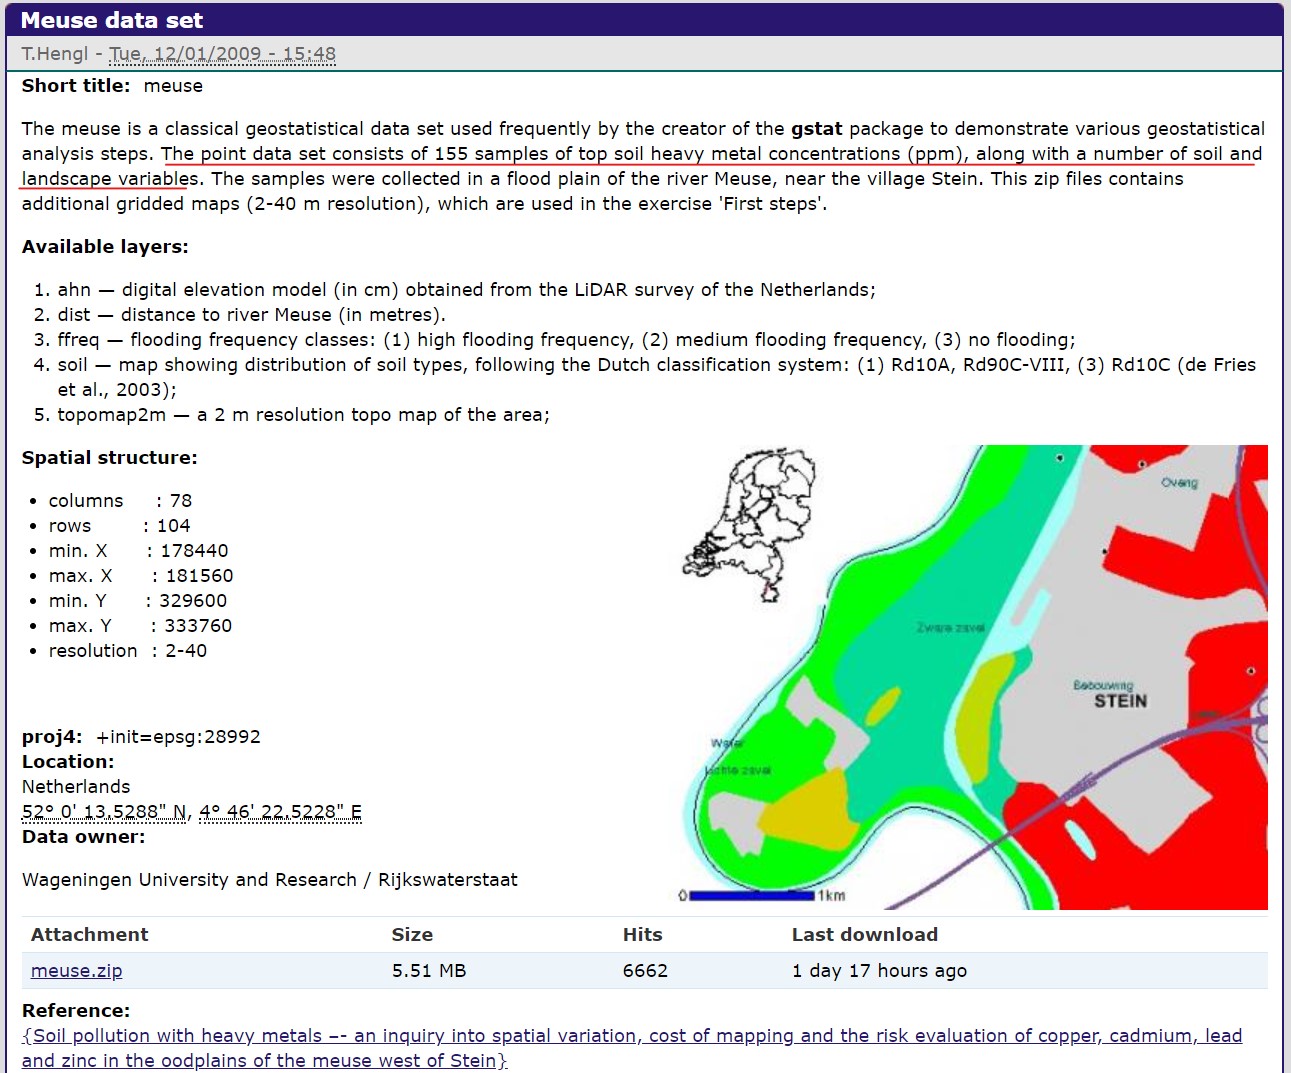 Meuse data set
T.Hengl - Tue, 12/01/2009 - 15:48
Short title: meuse
The meuse is a classical geostatistical data set used frequently by the creator of the gstat package to demonstrate various geostatistical
analysis steps. The point data set consists of 155 samples of top soil heavy metal concentrations (ppm), along with a number of soil and
landscape variables. The samples were collected in a flood plain of the river Meuse, near the village Stein. This zip files contains
additional gridded maps (2-40 m resolution), which are used in the exercise 'First steps'.
Available layers:
1. ahn — digital elevation model (in cm) obtained from the LiDAR survey of the Netherlands;
2. dist — distance to river Meuse (in metres).
3. ffreq — flooding frequency classes: (1) high flooding frequency, (2) medium flooding frequency, (3) no flooding;
4. soil — map showing distribution of soil types, following the Dutch classification system: (1) Rd10A, Rd90C-VIII, (3) Rd10C (de Fries
et al., 2003);
5. topomap2m — a 2 m resolution topo map of the area;
Spatial structure:
• columns : 78
• rows : 104
• min. X : 178440
• max. X : 181560
• min. Y : 329600
• max. Y : 333760
• resolution : 2-40
Zware zavel
Bebouwing
STEIN
Water
Lichte zavel
0 1km
proj4: +init=epsg:28992
Location:
Netherlands
52° 0' 13.5288" N, 4° 46' 22.5228" E
Data owner:
Wageningen University and Research / Rijkswaterstaat
Attachment Size Hits Last download
meuse.zip 5.51 MB 6662 1 day 17 hours ago
Reference:
{Soil pollution with heavy metals –- an inquiry into spatial variation, cost of mapping and the risk evaluation of copper, cadmium, lead
and zinc in the oodplains of the meuse west of Stein}